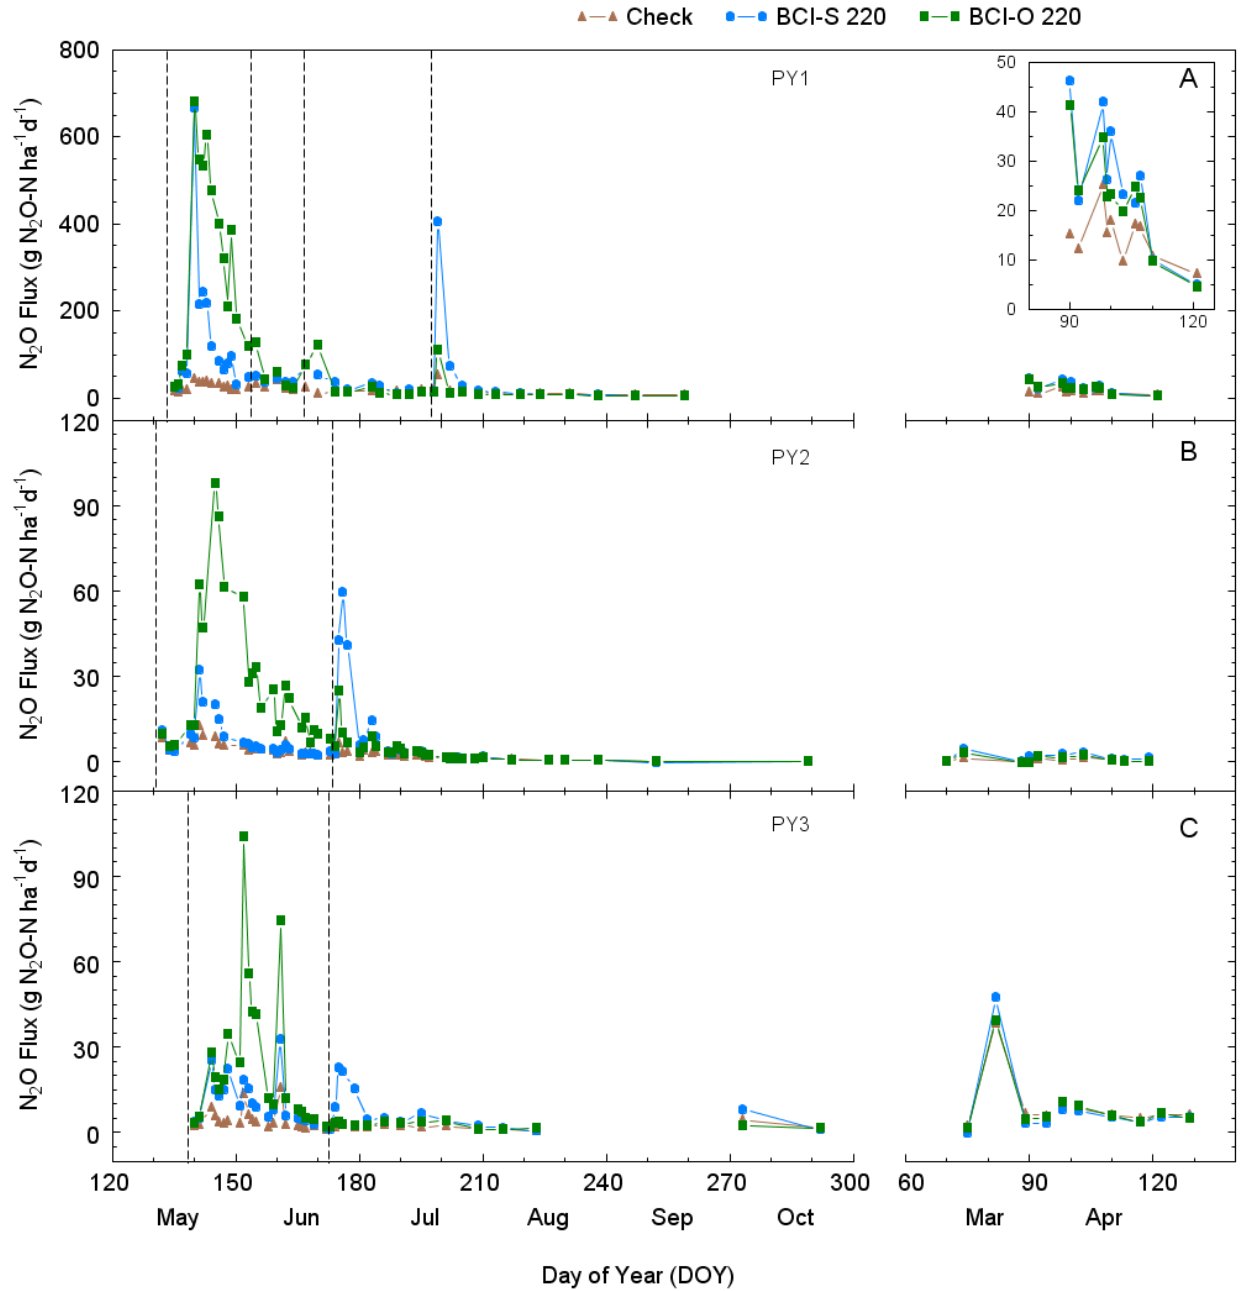 Check BCI-S 220 BCI-O 220
PY1
A
N₂O Flux (g N₂O-N ha⁻¹d⁻¹)
800
600
400
200
0
50
40
30
20
10
0
90 120
PY2
B
N₂O Flux (g N₂O-N ha⁻¹d⁻¹)
120
90
60
30
0
PY3
C
N₂O Flux (g N₂O-N ha⁻¹d⁻¹)
120
90
60
30
0
120 150 180 210 240 270 300 60 90 120
May Jun Jul Aug Sep Oct Mar Apr
Day of Year (DOY)